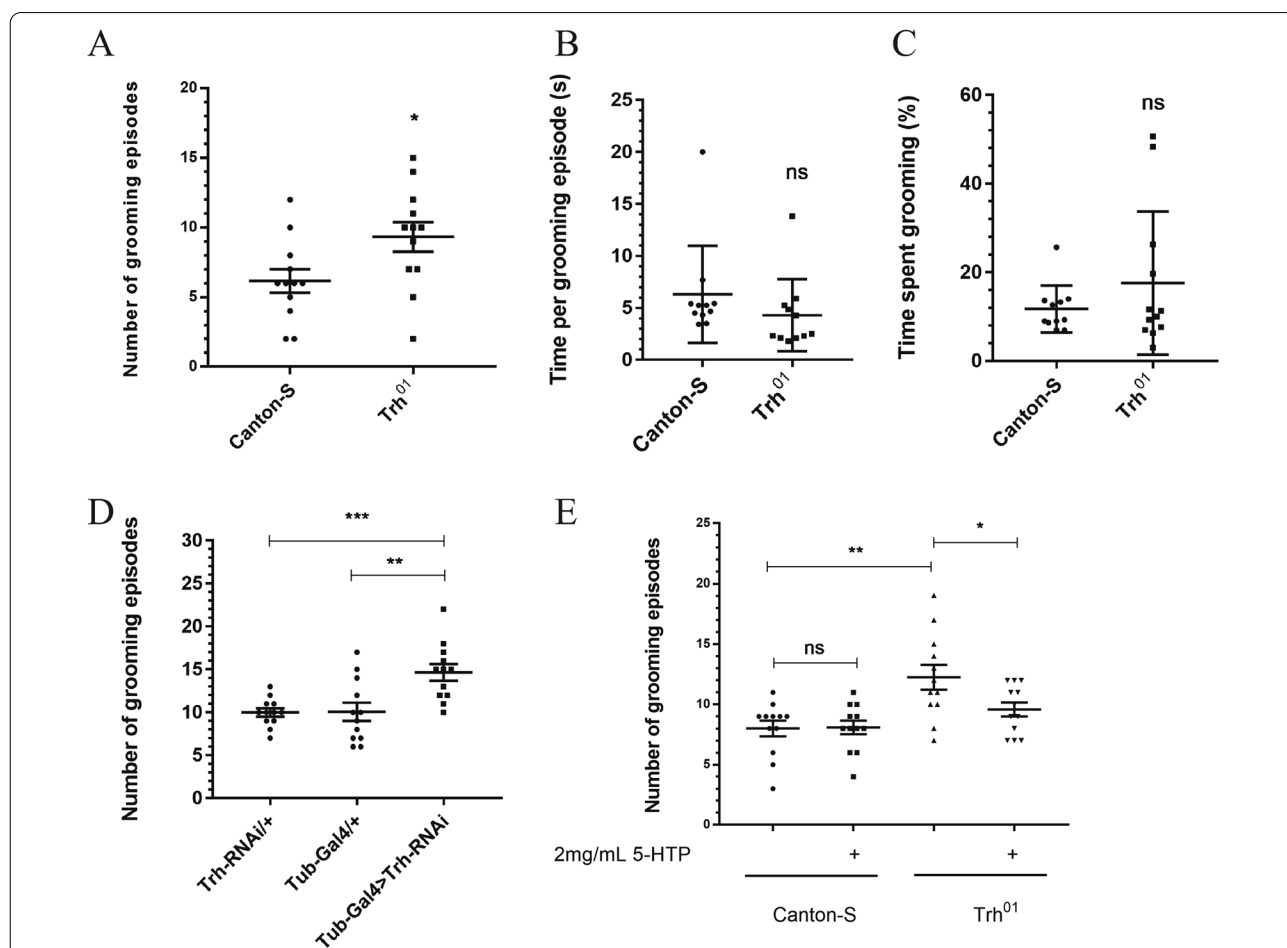 A
Number of grooming episodes
20
15
10
5
0
*
Canton-S
Trh01
B
Time per grooming episode (s)
25
20
15
10
5
0
ns
Canton-S
Trh01
C
Time spent grooming (%)
60
40
20
0
ns
Canton-S
Trh01
D
Number of grooming episodes
30
25
20
15
10
5
0
***
**
Trh-RNAi/+
Tub-Gal4/+
Tub-Gal4>Trh-RNAi
E
Number of grooming episodes
25
20
15
10
5
0
ns
**
*
2mg/mL 5-HTP
+
+
Canton-S
Trh01